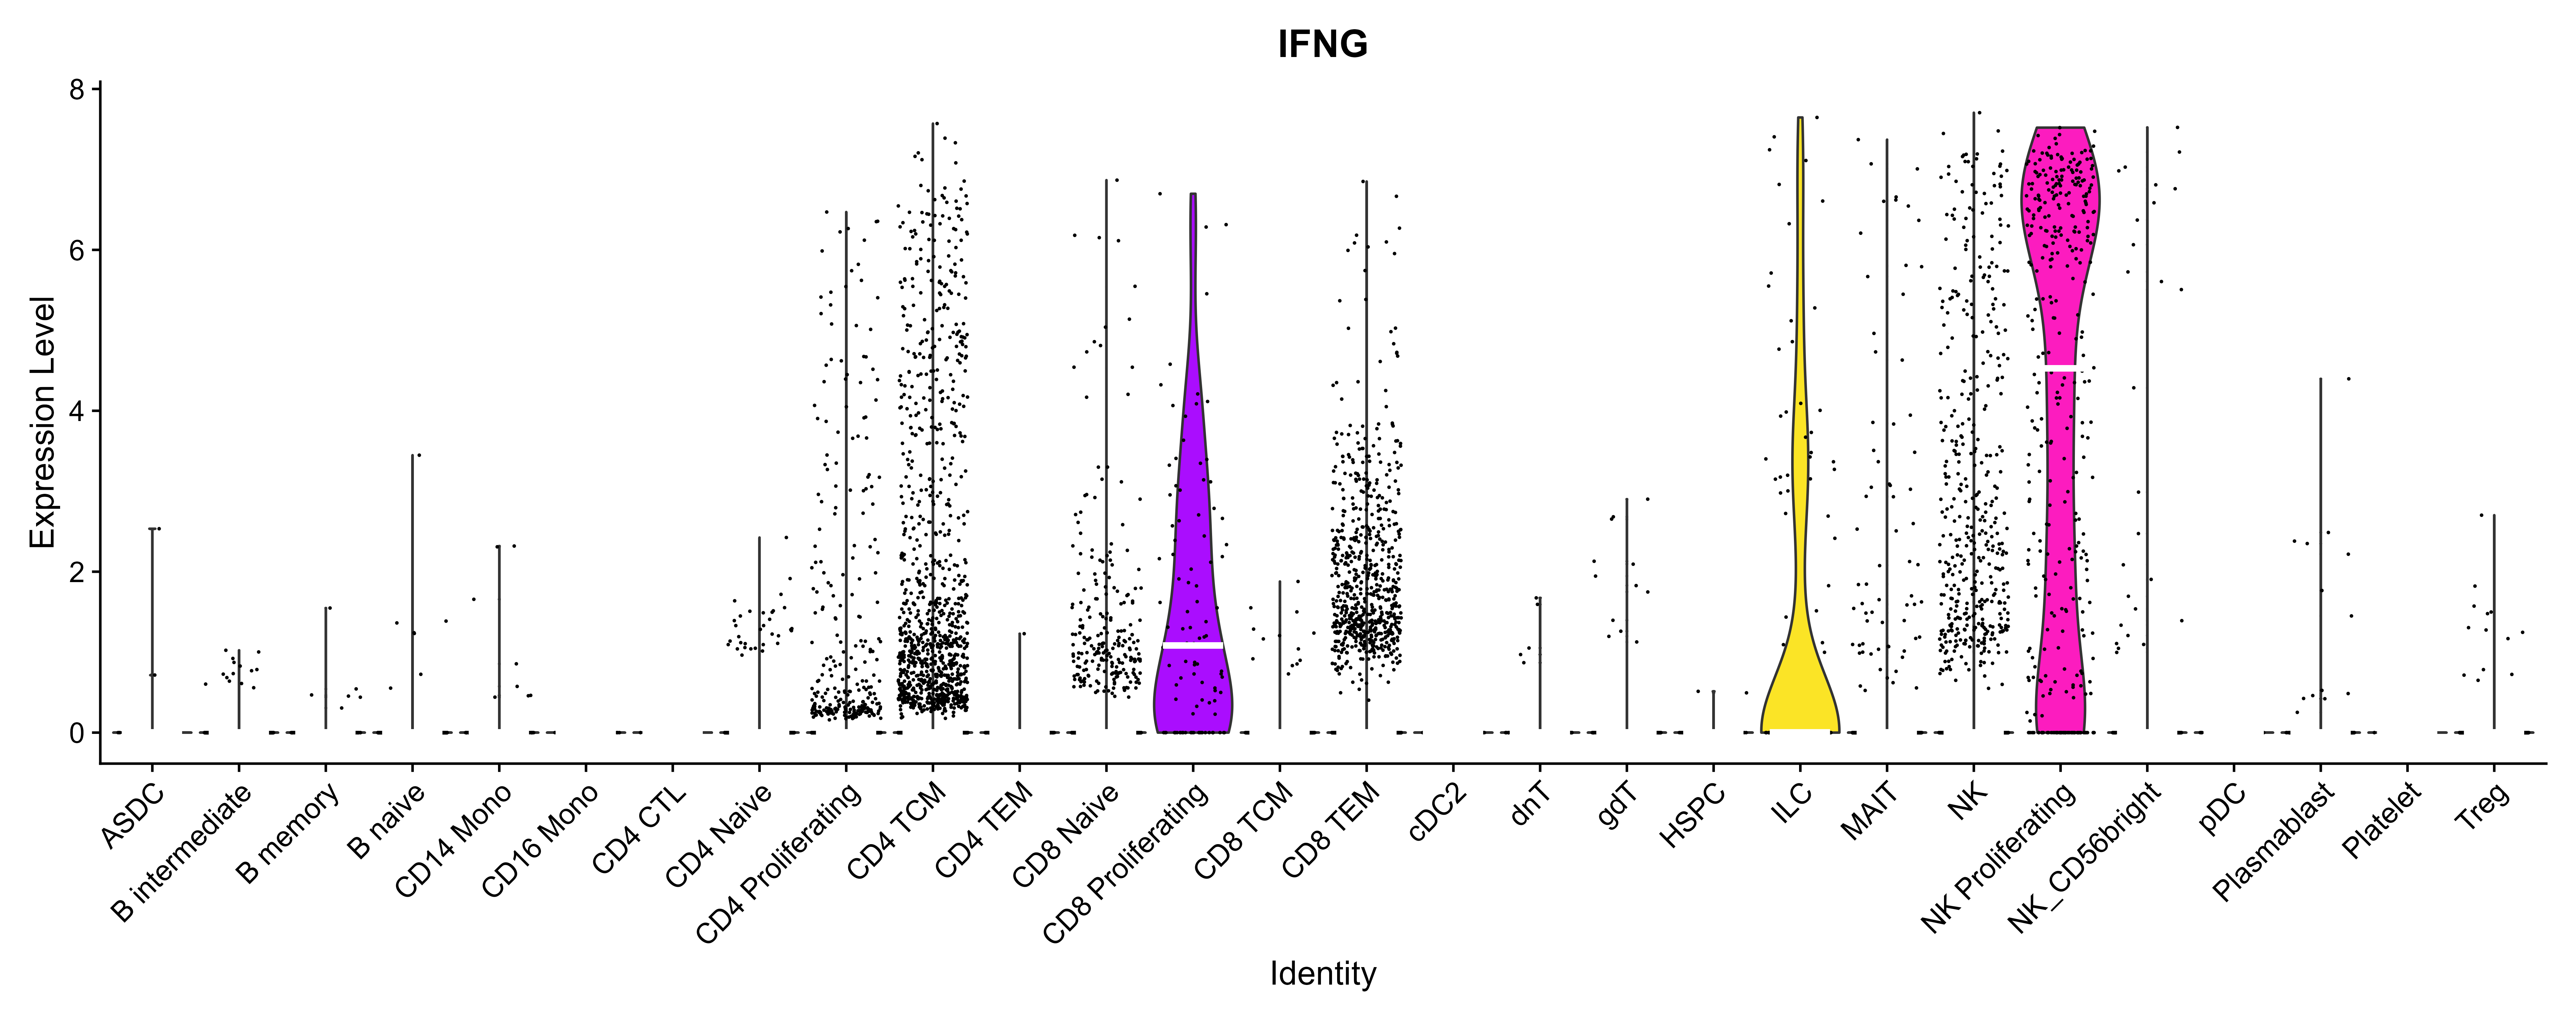 IFNG
Expression Level
8
6
4
2
0
ASDC
B intermediate
B memory
B naive
CD14 Mono
CD16 Mono
CD4 CTL
CD4 Naive
CD4 Proliferating
CD4 TCM
CD4 TEM
CD8 Naive
CD8 Proliferating
CD8 TCM
CD8 TEM
cDC2
dnT
gdT
HSPC
ILC
MAIT
NK
NK Proliferating
NK_CD56bright
pDC
Plasmablast
Platelet
Treg
Identity